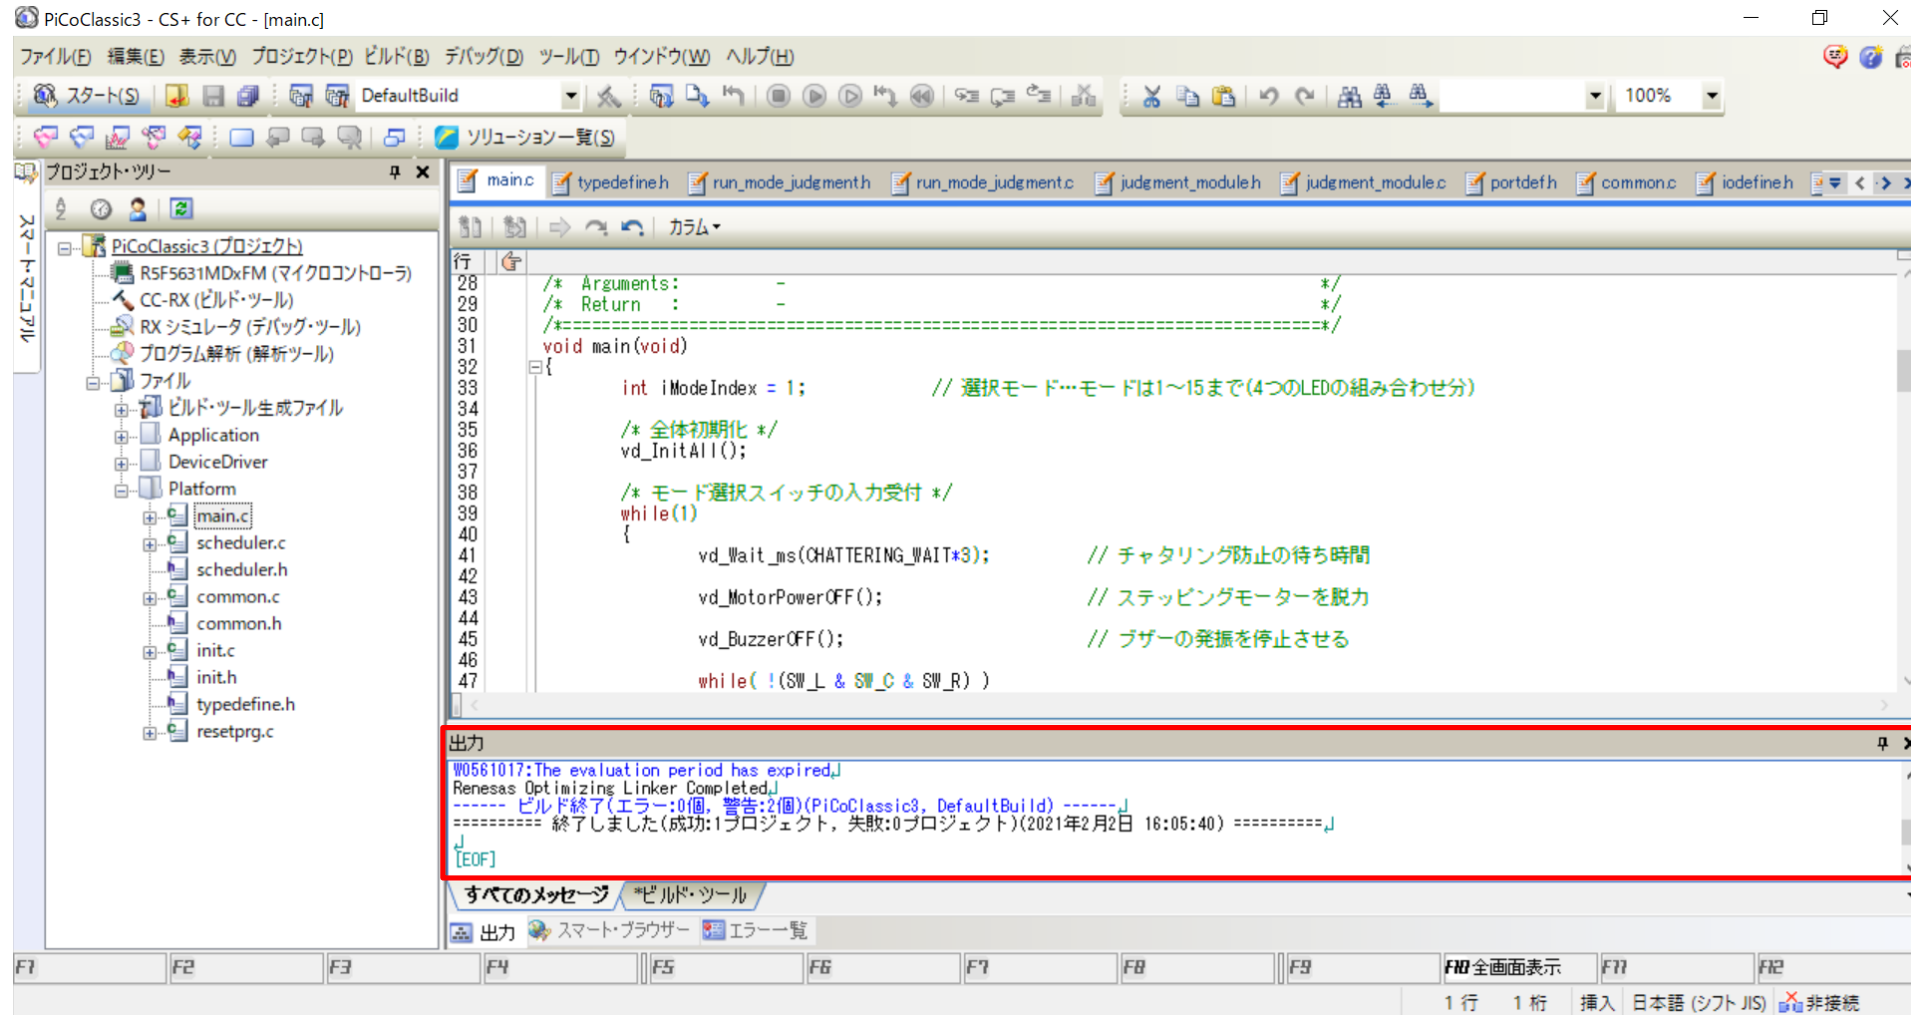 PiCoClassic3 - CS+ for CC - [main.c]
ファイル(F) 編集(E) 表示(V) プロジェクト(P) ビルド(B) デバッグ(D) ツール(T) ウインドウ(W) ヘルプ(H)
スタート(S) DefaultBuild 100%
ソリューション一覧(S)
プロジェクト・ツリー
スマート・マニュアル
PiCoClassic3 (プロジェクト)
R5F5631MDxFM (マイクロコントローラ)
CC-RX (ビルド・ツール)
RX シミュレータ (デバッグ・ツール)
プログラム解析 (解析ツール)
ファイル
ビルド・ツール生成ファイル
Application
DeviceDriver
Platform
main.c
scheduler.c
scheduler.h
common.c
common.h
init.c
init.h
typedefine.h
resetprg.c
main.c typedefine.h run_mode_judgment.h run_mode_judgment.c judgment_module.h judgment_module.c portdef.h common.c iodefine.h
カラム
行
28 /* Arguments: - */
29 /* Return : - */
30 /*==============================================================================*/
31 void main(void)
32 {
33 int iModeIndex = 1; // 選択モード…モードは1～15まで(4つのLEDの組み合わせ分)
34
35 /* 全体初期化 */
36 vd_InitAll();
37
38 /* モード選択スイッチの入力受付 */
39 while(1)
40 {
41 vd_Wait_ms(CHATTERING_WAIT*3); // チャタリング防止の待ち時間
42
43 vd_MotorPowerOFF(); // ステッピングモーターを脱力
44
45 vd_BuzzerOFF(); // ブザーの発振を停止させる
46
47 while( !(SW_L & SW_C & SW_R) )
出力
W0561017:The evaluation period has expired↓
Renesas Optimizing Linker Completed↓
------ ビルド終了(エラー:0個, 警告:2個)(PiCoClassic3, DefaultBuild) ------↓
========== 終了しました(成功:1プロジェクト, 失敗:0プロジェクト)(2021年2月2日 16:05:40) ==========↓
↓
[EOF]
すべてのメッセージ *ビルド・ツール
出力 スマート・ブラウザー エラー一覧
F1 F2 F3 F4 F5 F6 F7 F8 F9 F10 全画面表示 F11 F12
1 行 1 桁 挿入 日本語 (シフト JIS) 非接続